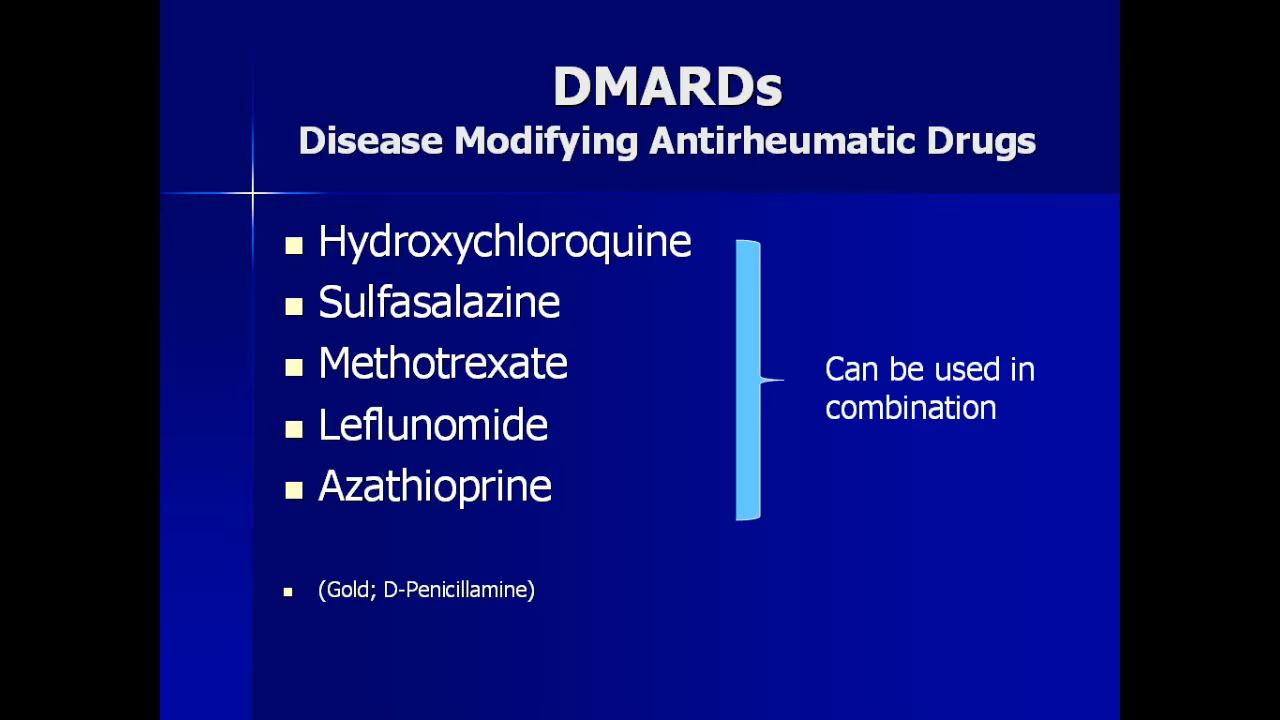 DMARDs
Disease Modifying Antirheumatic Drugs
Hydroxychloroquine
Sulfasalazine
Methotrexate
Leflunomide
Azathioprine
Can be used in
combination
(Gold; D-Penicillamine)